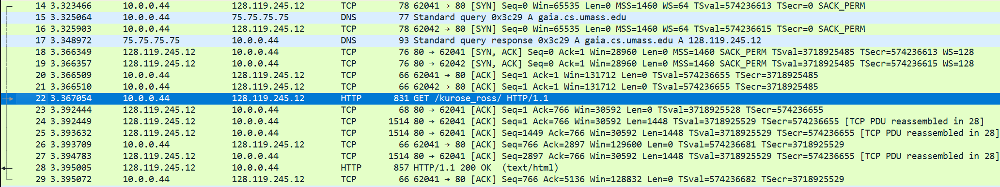 14 3.323466 10.0.0.44 128.119.245.12 TCP 78 62041 → 80 [SYN] Seq=0 Win=65535 Len=0 MSS=1460 WS=64 TSval=574236613 TSecr=0 SACK_PERM
15 3.325064 10.0.0.44 75.75.75.75 DNS 77 Standard query 0x3c29 A gaia.cs.umass.edu
16 3.325903 10.0.0.44 128.119.245.12 TCP 78 62042 → 80 [SYN] Seq=0 Win=65535 Len=0 MSS=1460 WS=64 TSval=574236615 TSecr=0 SACK_PERM
17 3.348972 75.75.75.75 10.0.0.44 DNS 93 Standard query response 0x3c29 A gaia.cs.umass.edu A 128.119.245.12
18 3.366349 128.119.245.12 10.0.0.44 TCP 76 80 → 62041 [SYN, ACK] Seq=0 Ack=1 Win=28960 Len=0 MSS=1460 SACK_PERM TSval=3718925485 TSecr=574236613 WS=128
19 3.366357 128.119.245.12 10.0.0.44 TCP 76 80 → 62042 [SYN, ACK] Seq=0 Ack=1 Win=28960 Len=0 MSS=1460 SACK_PERM TSval=3718925485 TSecr=574236615 WS=128
20 3.366509 10.0.0.44 128.119.245.12 TCP 66 62041 → 80 [ACK] Seq=1 Ack=1 Win=131712 Len=0 TSval=574236655 TSecr=3718925485
21 3.366510 10.0.0.44 128.119.245.12 TCP 66 62042 → 80 [ACK] Seq=1 Ack=1 Win=131712 Len=0 TSval=574236655 TSecr=3718925485
22 3.367054 10.0.0.44 128.119.245.12 HTTP 831 GET /kurose_ross/ HTTP/1.1
23 3.392444 128.119.245.12 10.0.0.44 TCP 68 80 → 62041 [ACK] Seq=1 Ack=766 Win=30592 Len=0 TSval=3718925528 TSecr=574236655
24 3.392449 128.119.245.12 10.0.0.44 TCP 1514 80 → 62041 [ACK] Seq=1 Ack=766 Win=30592 Len=1448 TSval=3718925529 TSecr=574236655 [TCP PDU reassembled in 28]
25 3.393632 128.119.245.12 10.0.0.44 TCP 1514 80 → 62041 [ACK] Seq=1449 Ack=766 Win=30592 Len=1448 TSval=3718925529 TSecr=574236655 [TCP PDU reassembled in 28]
26 3.393709 10.0.0.44 128.119.245.12 TCP 66 62041 → 80 [ACK] Seq=766 Ack=2897 Win=129600 Len=0 TSval=574236681 TSecr=3718925529
27 3.394783 128.119.245.12 10.0.0.44 TCP 1514 80 → 62041 [ACK] Seq=2897 Ack=766 Win=30592 Len=1448 TSval=3718925529 TSecr=574236655 [TCP PDU reassembled in 28]
28 3.395005 128.119.245.12 10.0.0.44 HTTP 857 HTTP/1.1 200 OK (text/html)
29 3.395072 10.0.0.44 128.119.245.12 TCP 66 62041 → 80 [ACK] Seq=766 Ack=5136 Win=128832 Len=0 TSval=574236682 TSecr=3718925529